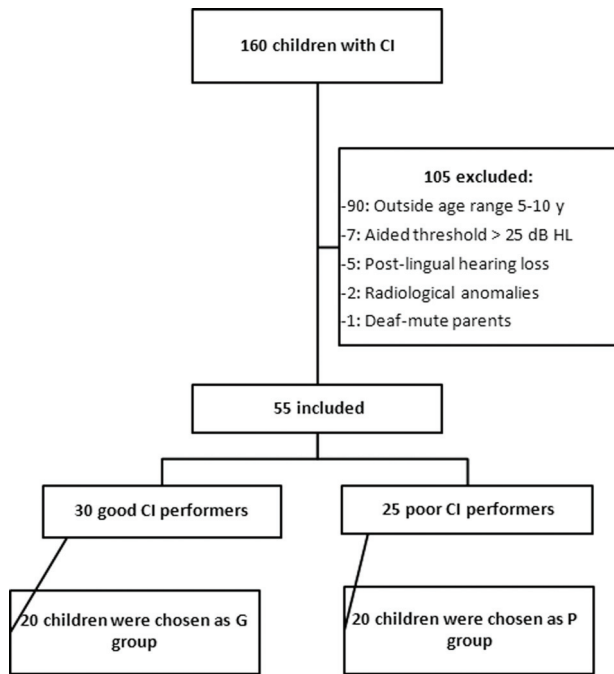 160 children with CI
105 excluded:
-90: Outside age range 5-10 y
-7: Aided threshold > 25 dB HL
-5: Post-lingual hearing loss
-2: Radiological anomalies
-1: Deaf-mute parents
55 included
30 good CI performers
25 poor CI performers
20 children were chosen as G
group
20 children were chosen as P
group